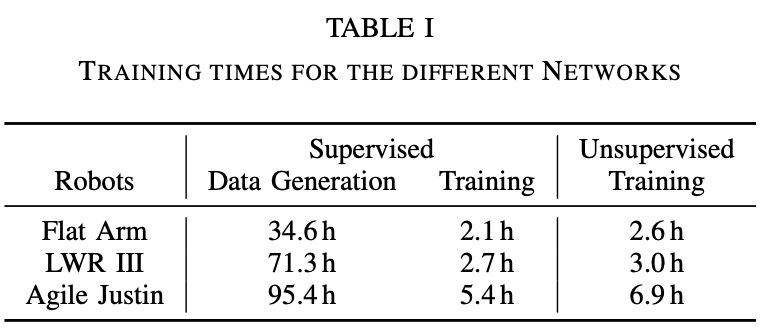 TABLE I
TRAINING TIMES FOR THE DIFFERENT NETWORKS
Supervised Unsupervised
Robots Data Generation Training Training
Flat Arm 34.6 h 2.1 h 2.6 h
LWR III 71.3 h 2.7 h 3.0 h
Agile Justin 95.4 h 5.4 h 6.9 h